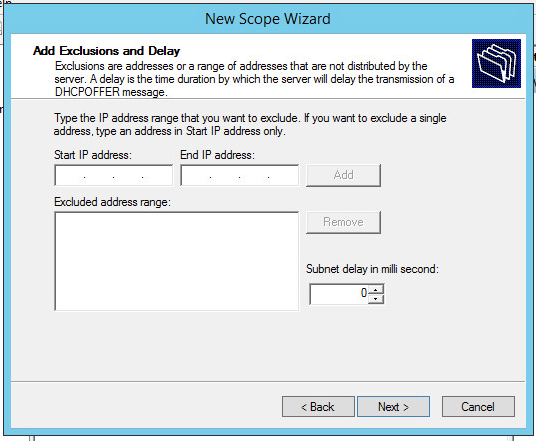 New Scope Wizard
Add Exclusions and Delay
Exclusions are addresses or a range of addresses that are not distributed by the
server. A delay is the time duration by which the server will delay the transmission of a
DHCPOFFER message.
Type the IP address range that you want to exclude. If you want to exclude a single
address, type an address in Start IP address only.
Start IP address: End IP address:
. . . . . . Add
Excluded address range:
Remove
Subnet delay in milli second:
0
< Back Next > Cancel